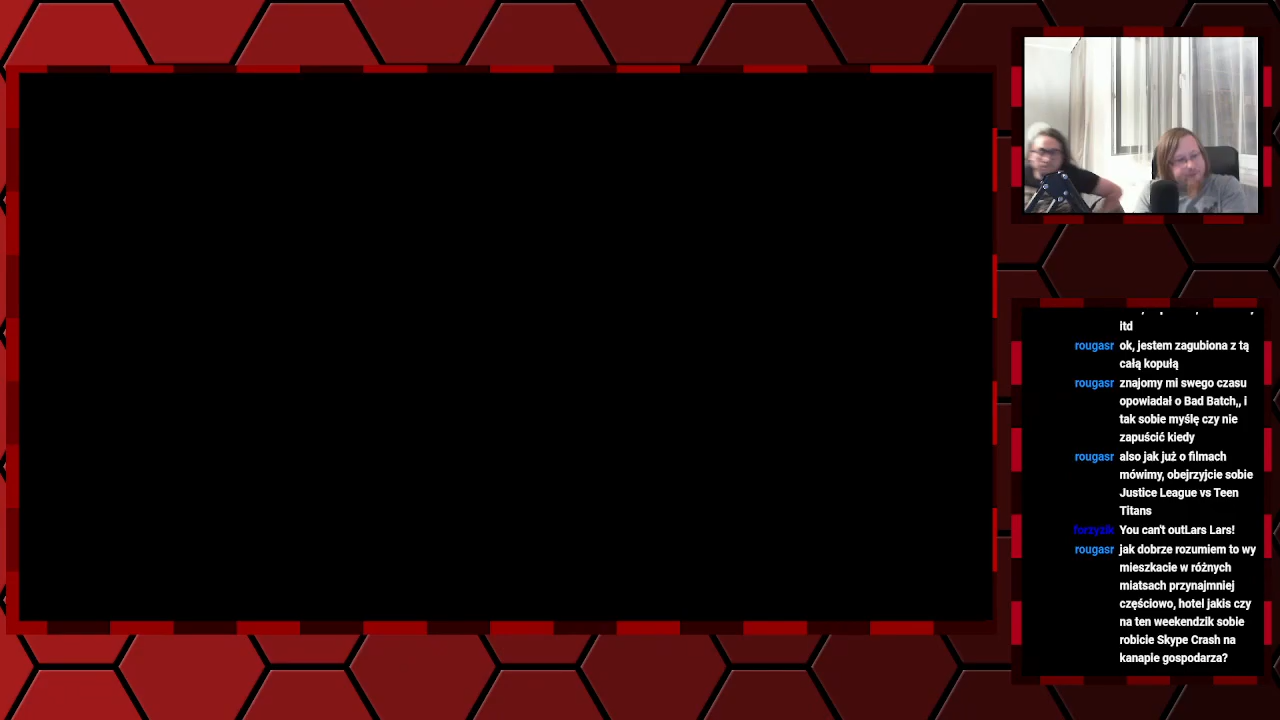 itd
rougasr ok, jestem zagubiona z tą
całą kopułą
rougasr znajomy mi swego czasu
opowiadał o Bad Batch,, i
tak sobie myślę czy nie
zapuścić kiedy
rougasr also jak już o filmach
mówimy, obejrzyjcie sobie
Justice League vs Teen
Titans
forzyzik You can't outLars Lars!
rougasr jak dobrze rozumiem to wy
mieszkacie w różnych
miatsach przynajmniej
częściowo, hotel jakis czy
na ten weekendzik sobie
robicie Skype Crash na
kanapie gospodarza?